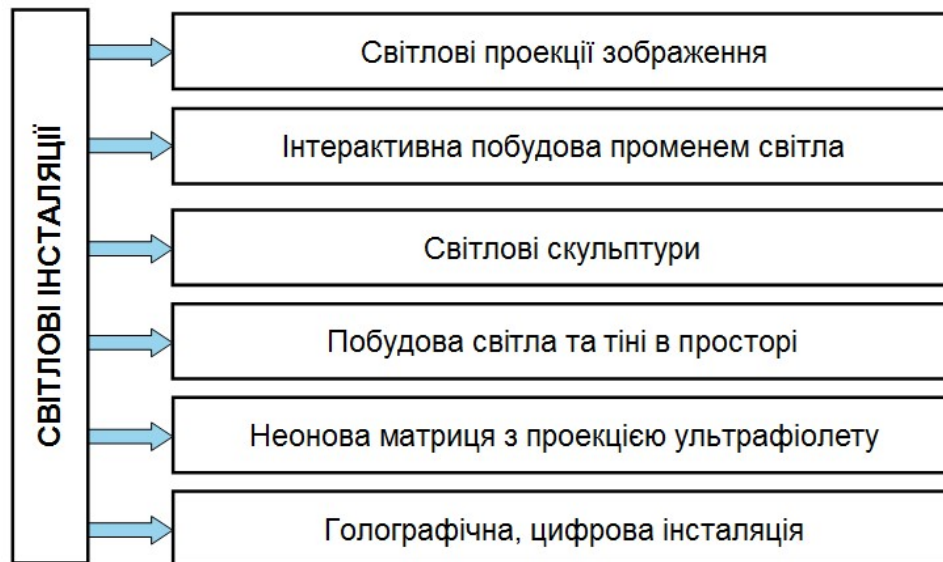 СВІТЛОВІ ІНСТАЛЯЦІЇ
Світлові проекції зображення
Інтерактивна побудова променем світла
Світлові скульптури
Побудова світла та тіні в просторі
Неонова матриця з проекцією ультрафіолету
Голографічна, цифрова інсталяція